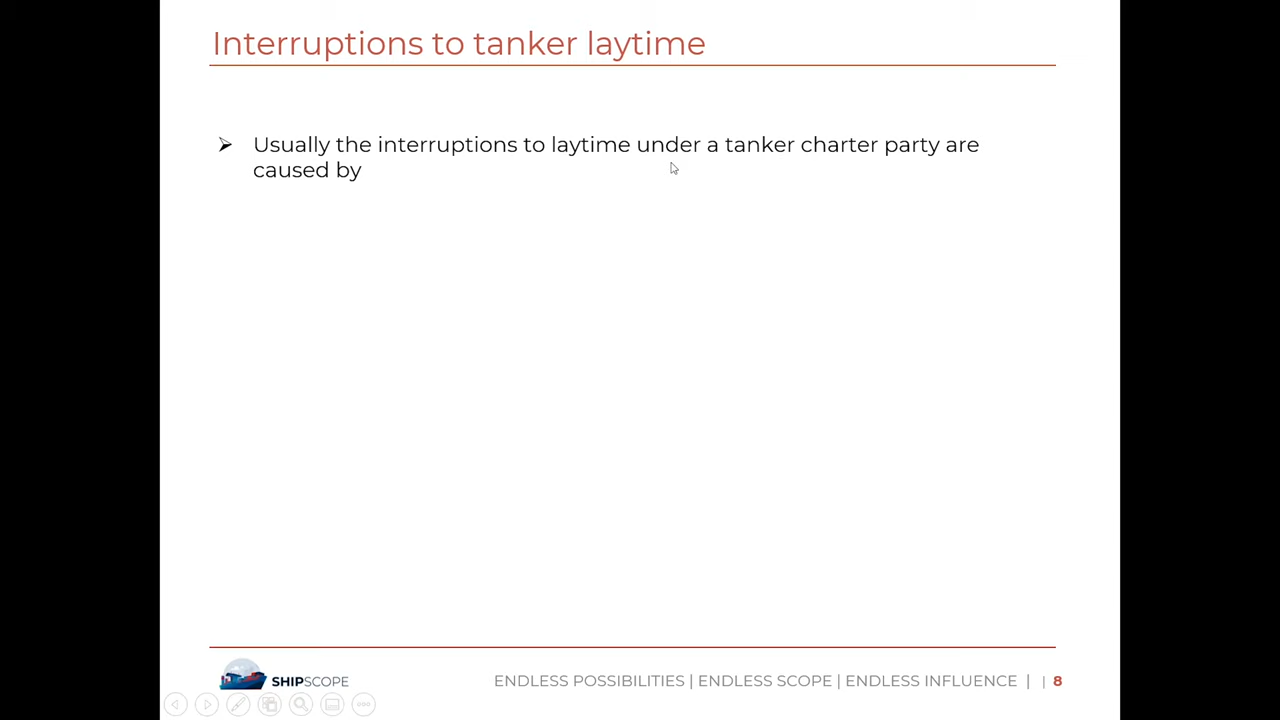 Interruptions to tanker laytime
Usually the interruptions to laytime under a tanker charter party are
caused by
SHIPSCOPE
ENDLESS POSSIBILITIES | ENDLESS SCOPE | ENDLESS INFLUENCE | | 8